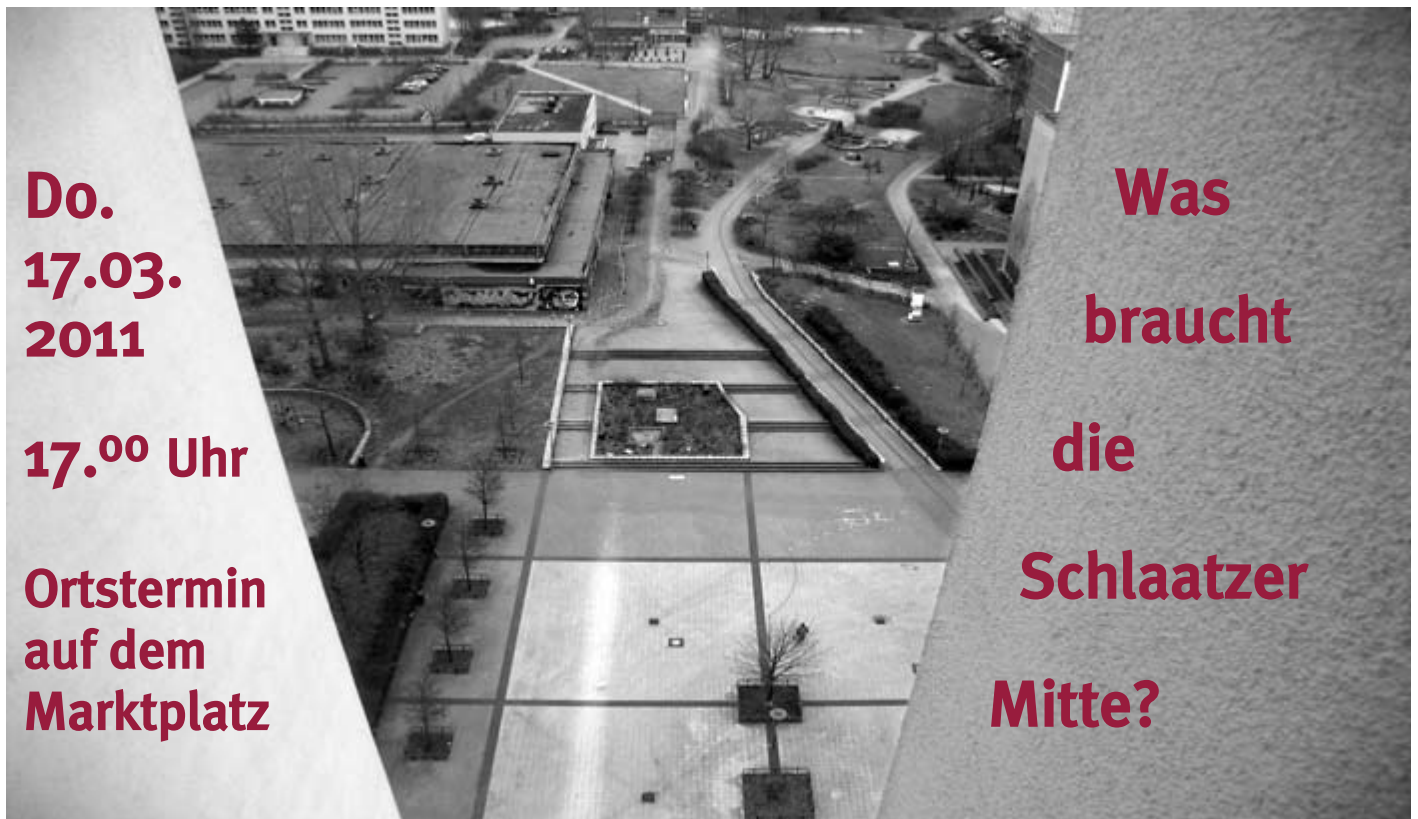 Do.
17.03.
2011
17.⁰⁰ Uhr
Ortstermin
auf dem
Marktplatz
Was
braucht
die
Schlaatzer
Mitte?